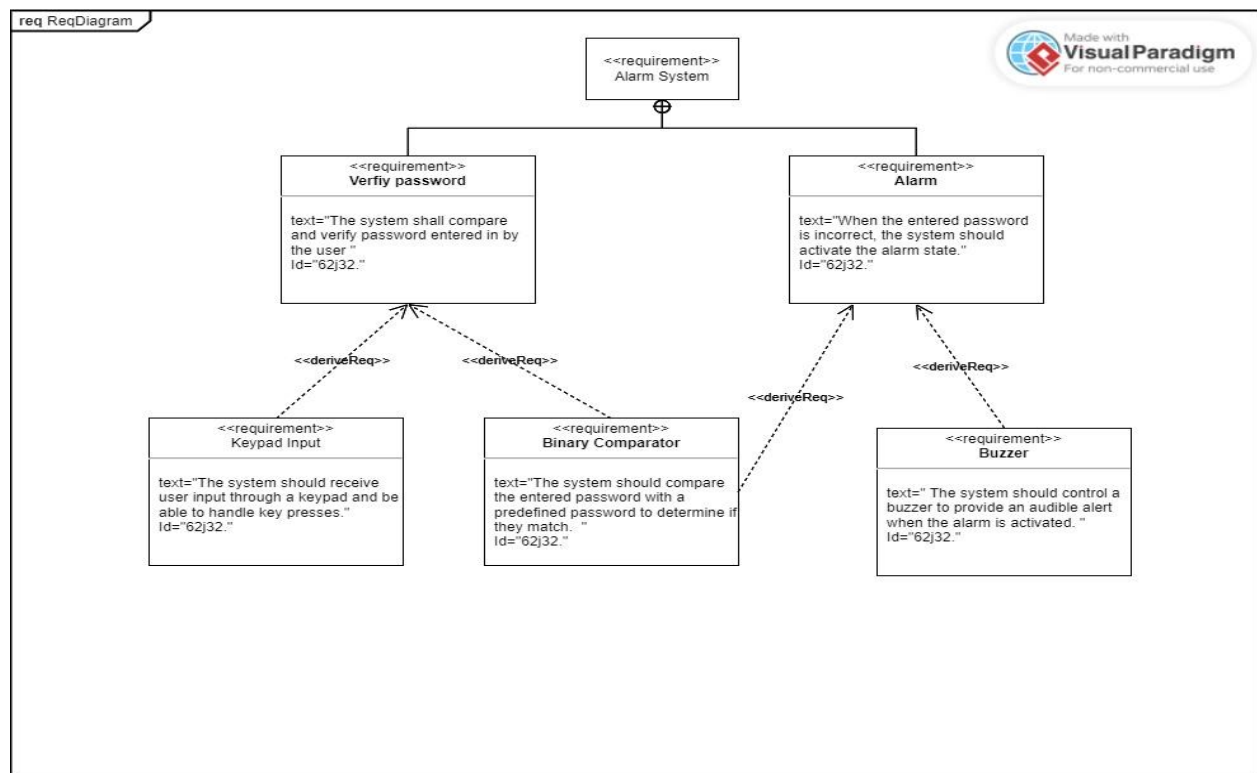 req ReqDiagram
Made with
Visual Paradigm
For non-commercial use
<<requirement>>
Alarm System
<<requirement>>
Verfiy password
text="The system shall compare
and verify password entered in by
the user "
Id="62j32."
<<requirement>>
Alarm
text="When the entered password
is incorrect, the system should
activate the alarm state."
Id="62j32."
<<deriveReq>>
<<deriveReq>>
<<deriveReq>>
<<deriveReq>>
<<requirement>>
Keypad Input
text="The system should receive
user input through a keypad and be
able to handle key presses."
Id="62j32."
<<requirement>>
Binary Comparator
text="The system should compare
the entered password with a
predefined password to determine if
they match.  "
Id="62j32."
<<requirement>>
Buzzer
text=" The system should control a
buzzer to provide an audible alert
when the alarm is activated. "
Id="62j32."